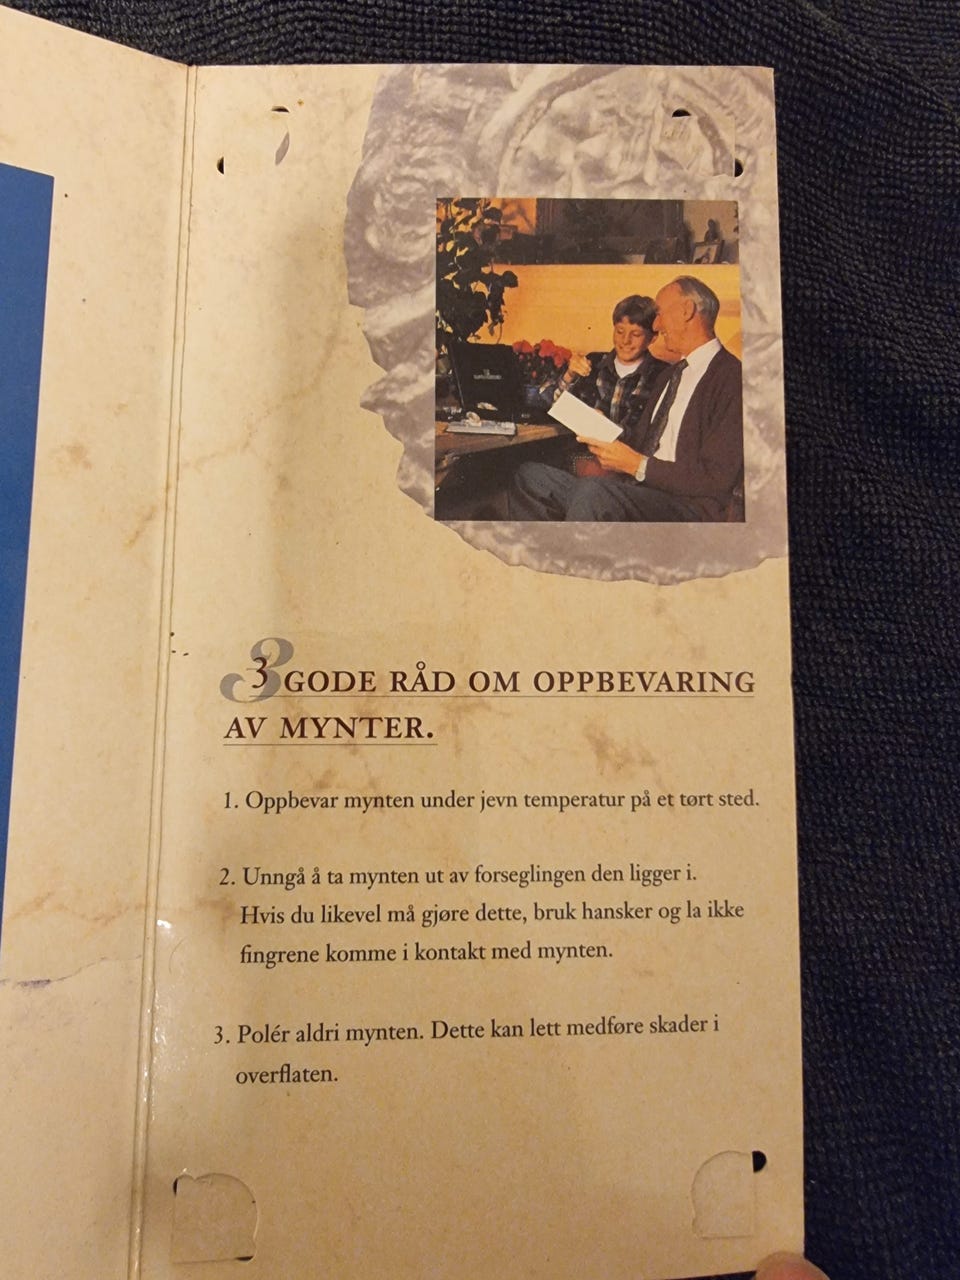 3 GODE RÅD OM OPPBEVARING
AV MYNTER.
1. Oppbevar mynten under jevn temperatur på et tørt sted.
2. Unngå å ta mynten ut av forseglingen den ligger i.
Hvis du likevel må gjøre dette, bruk hansker og la ikke
fingrene komme i kontakt med mynten.
3. Polér aldri mynten. Dette kan lett medføre skader i
overflaten.